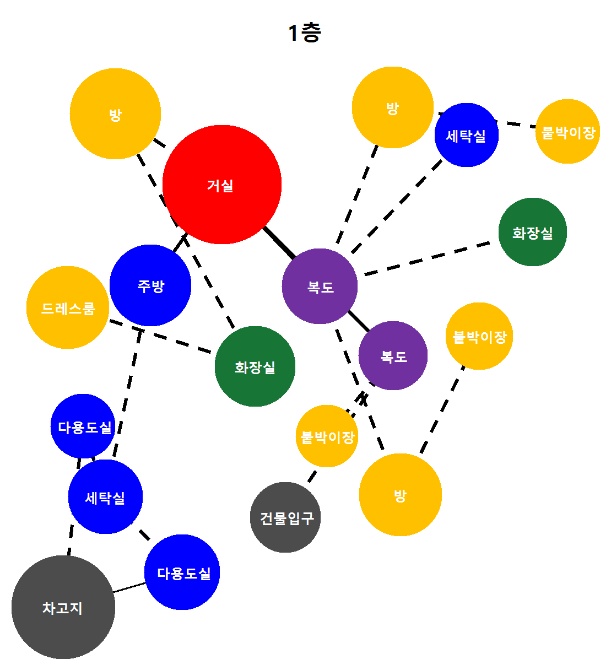 1층
방
방
세탁실
붙박이장
거실
화장실
주방
복도
드레스룸
붙박이장
복도
화장실
다용도실
붙박이장
세탁실
방
건물입구
다용도실
차고지